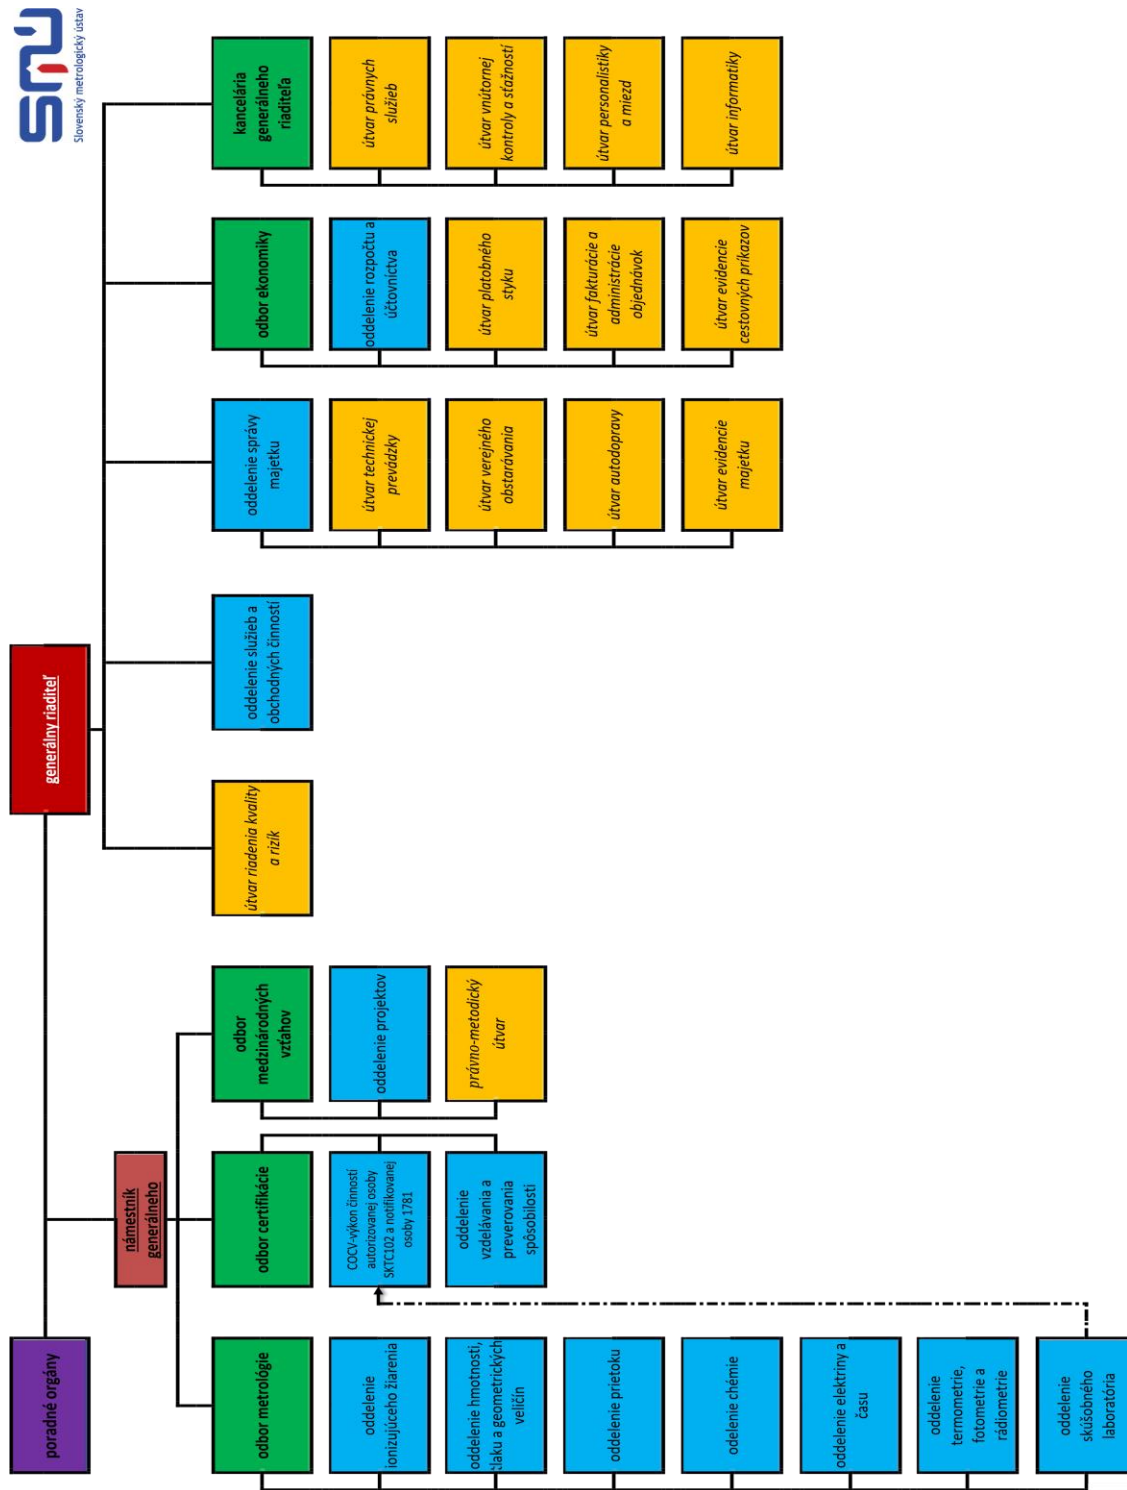 SMU
Slovenský metrologický ústav
generálny riaditeľ
poradné orgány
námestník
generálneho
odbor metrológie
odbor certifikácie
odbor
medzinárodných
vzťahov
útvar riadenia kvality
a rizík
oddelenie služieb a
obchodných činností
oddelenie správy
majetku
odbor ekonomiky
kancelária
generálneho
riaditeľa
oddelenie
ionizujúceho žiarenia
COCV-výkon činností
autorizovanej osoby
SKTC102 a notifikovanej
osoby 1781
oddelenie projektov
útvar technickej
prevádzky
oddelenie rozpočtu a
účtovníctva
útvar právnych
služieb
oddelenie hmotnosti,
tlaku a geometrických
veličín
oddelenie
vzdelávania a
preverovania
spôsobilosti
právno-metodický
útvar
útvar verejného
obstarávania
útvar platobného
styku
útvar vnútornej
kontroly a sťažností
oddelenie prietoku
útvar autodopravy
útvar fakturácie a
administrácie
objednávok
útvar personalistiky
a miezd
odelenie chémie
útvar evidencie
majetku
útvar evidencie
cestovných príkazov
útvar informatiky
oddelenie elektriny a
času
oddelenie
termometrie,
fotometrie a
rádiometrie
oddelenie
skúšobného
laboratória